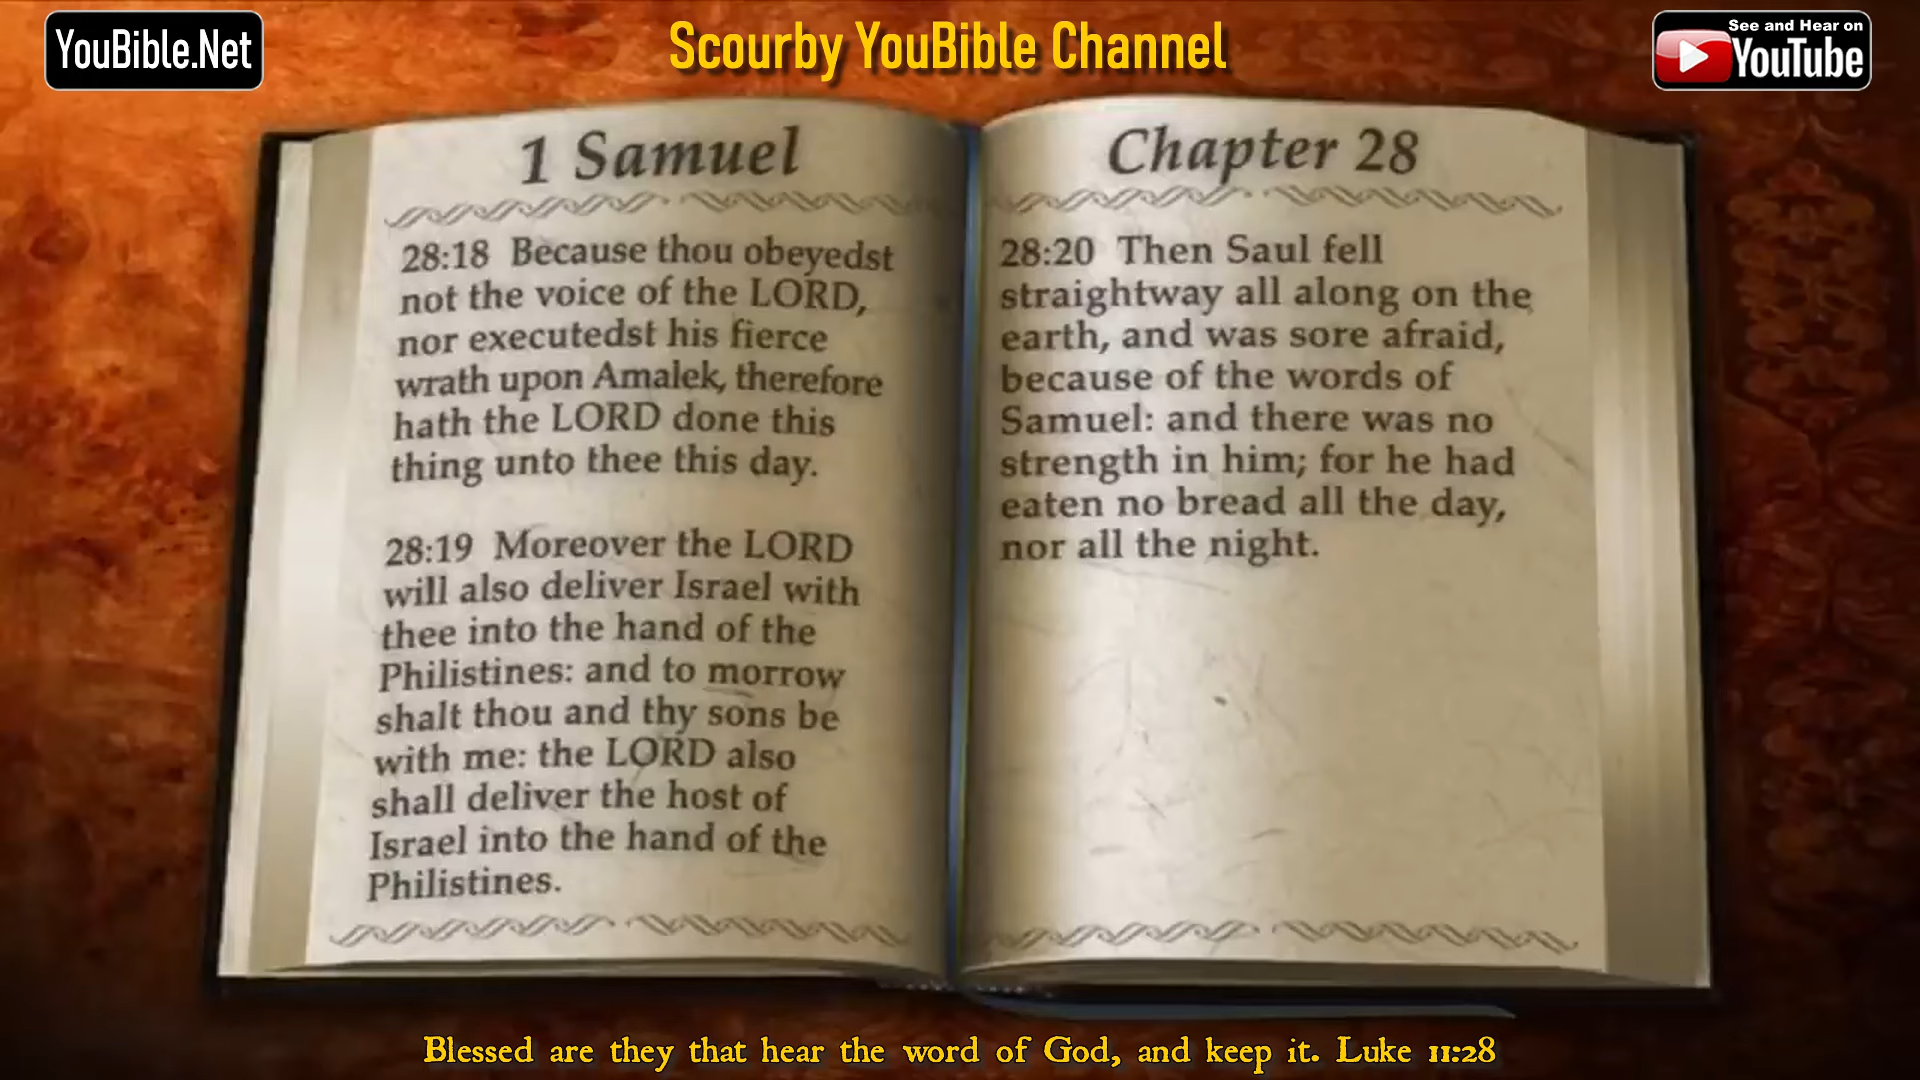 YouBible.Net
Scourby YouBible Channel
See and Hear on
YouTube
1 Samuel
28:18 Because thou obeyedst
not the voice of the LORD,
nor executedst his fierce
wrath upon Amalek, therefore
hath the LORD done this
thing unto thee this day.
28:19 Moreover the LORD
will also deliver Israel with
thee into the hand of the
Philistines: and to morrow
shalt thou and thy sons be
with me: the LORD also
shall deliver the host of
Israel into the hand of the
Philistines.
Chapter 28
28:20 Then Saul fell
straightway all along on the
earth, and was sore afraid,
because of the words of
Samuel: and there was no
strength in him; for he had
eaten no bread all the day,
nor all the night.
Blessed are they that hear the word of God, and keep it. Luke 11:28